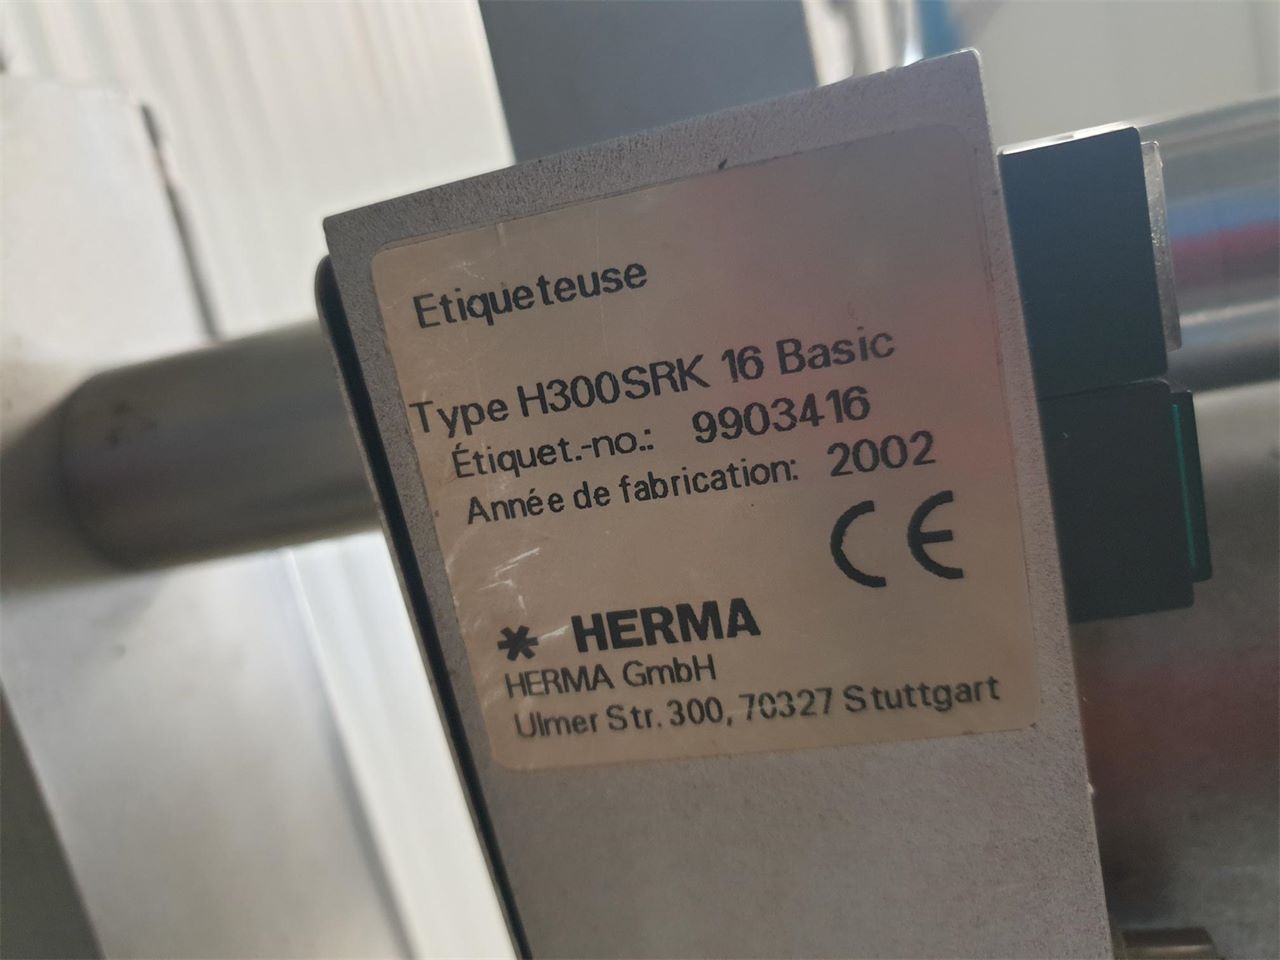 Etiqueteuse
Type H300SRK 16 Basic
Étiquet.-no.: 9903416
Année de fabrication: 2002
CE
* HERMA
HERMA GmbH
Ulmer Str. 300, 70327 Stuttgart